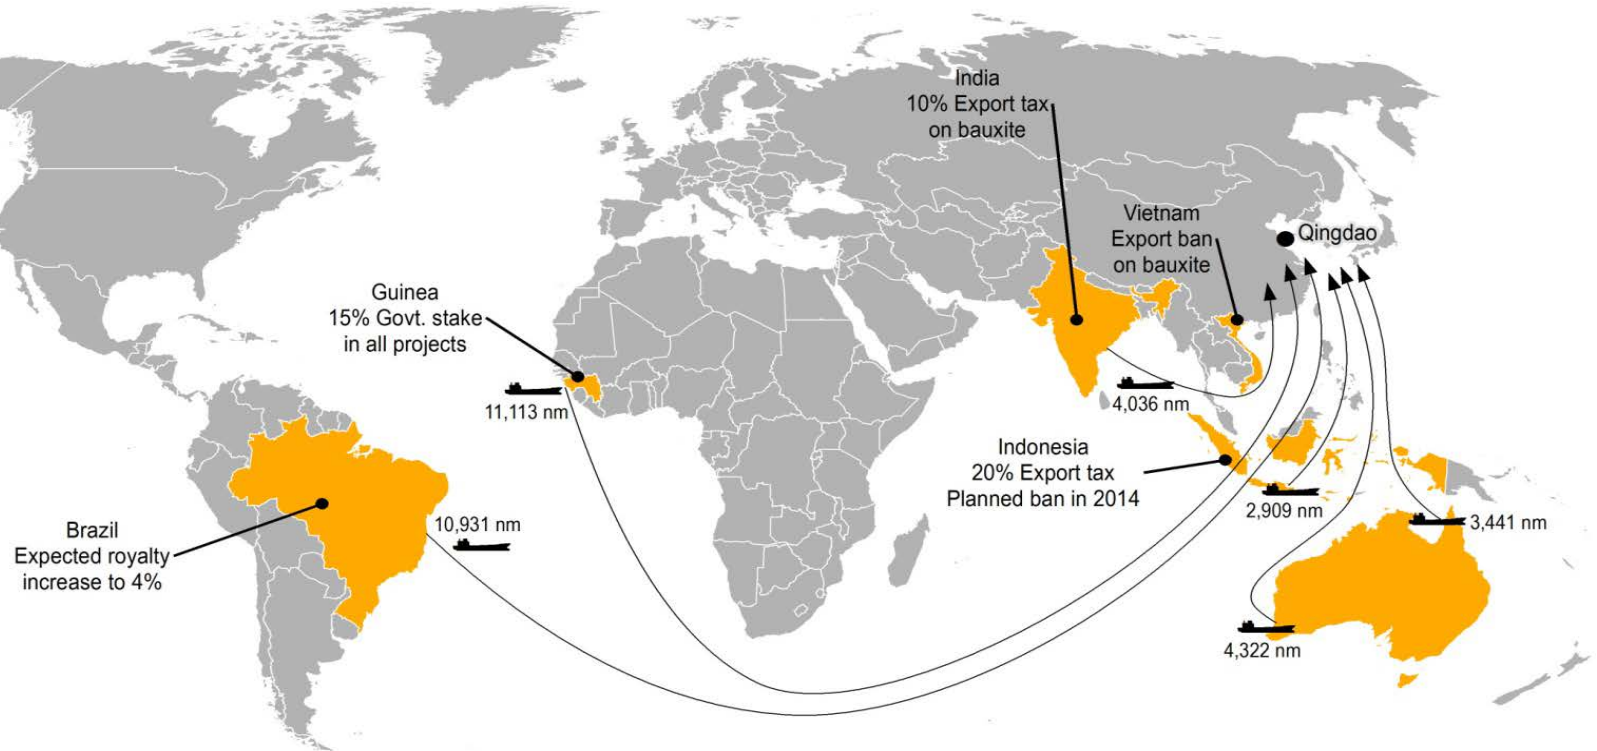 India
10% Export tax
on bauxite
Vietnam
Export ban
on bauxite
Qingdao
Guinea
15% Govt. stake
in all projects
11,113 nm
4,036 nm
Indonesia
20% Export tax
Planned ban in 2014
2,909 nm
3,441 nm
Brazil
Expected royalty
increase to 4%
10,931 nm
4,322 nm